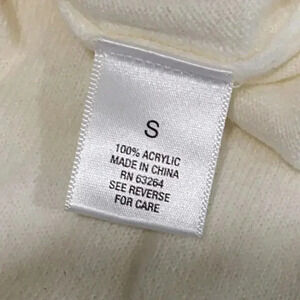 S
100% ACRYLIC
MADE IN CHINA
RN 63264
SEE REVERSE
FOR CARE